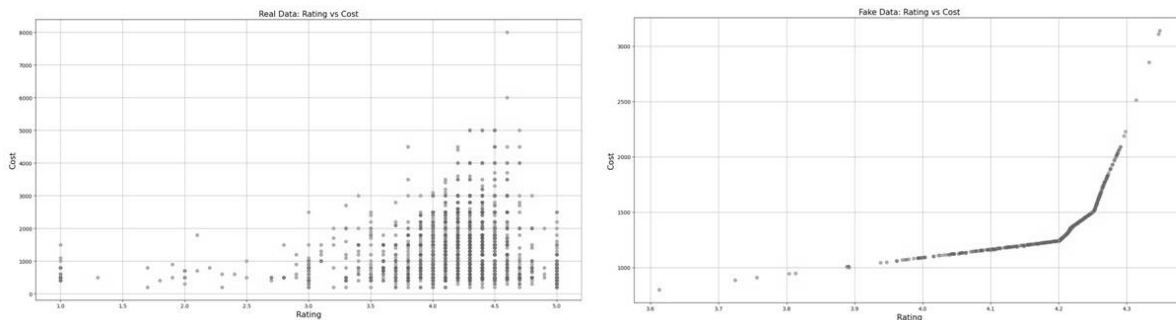 Real Data: Rating vs Cost
8000
7000
6000
5000
4000
3000
2000
1000
0
Cost
1.0 1.5 2.0 2.5 3.0 3.5 4.0 4.5 5.0
Rating
Fake Data: Rating vs Cost
3000
2500
2000
1500
1000
Cost
3.6 3.7 3.8 3.9 4.0 4.1 4.2 4.3
Rating